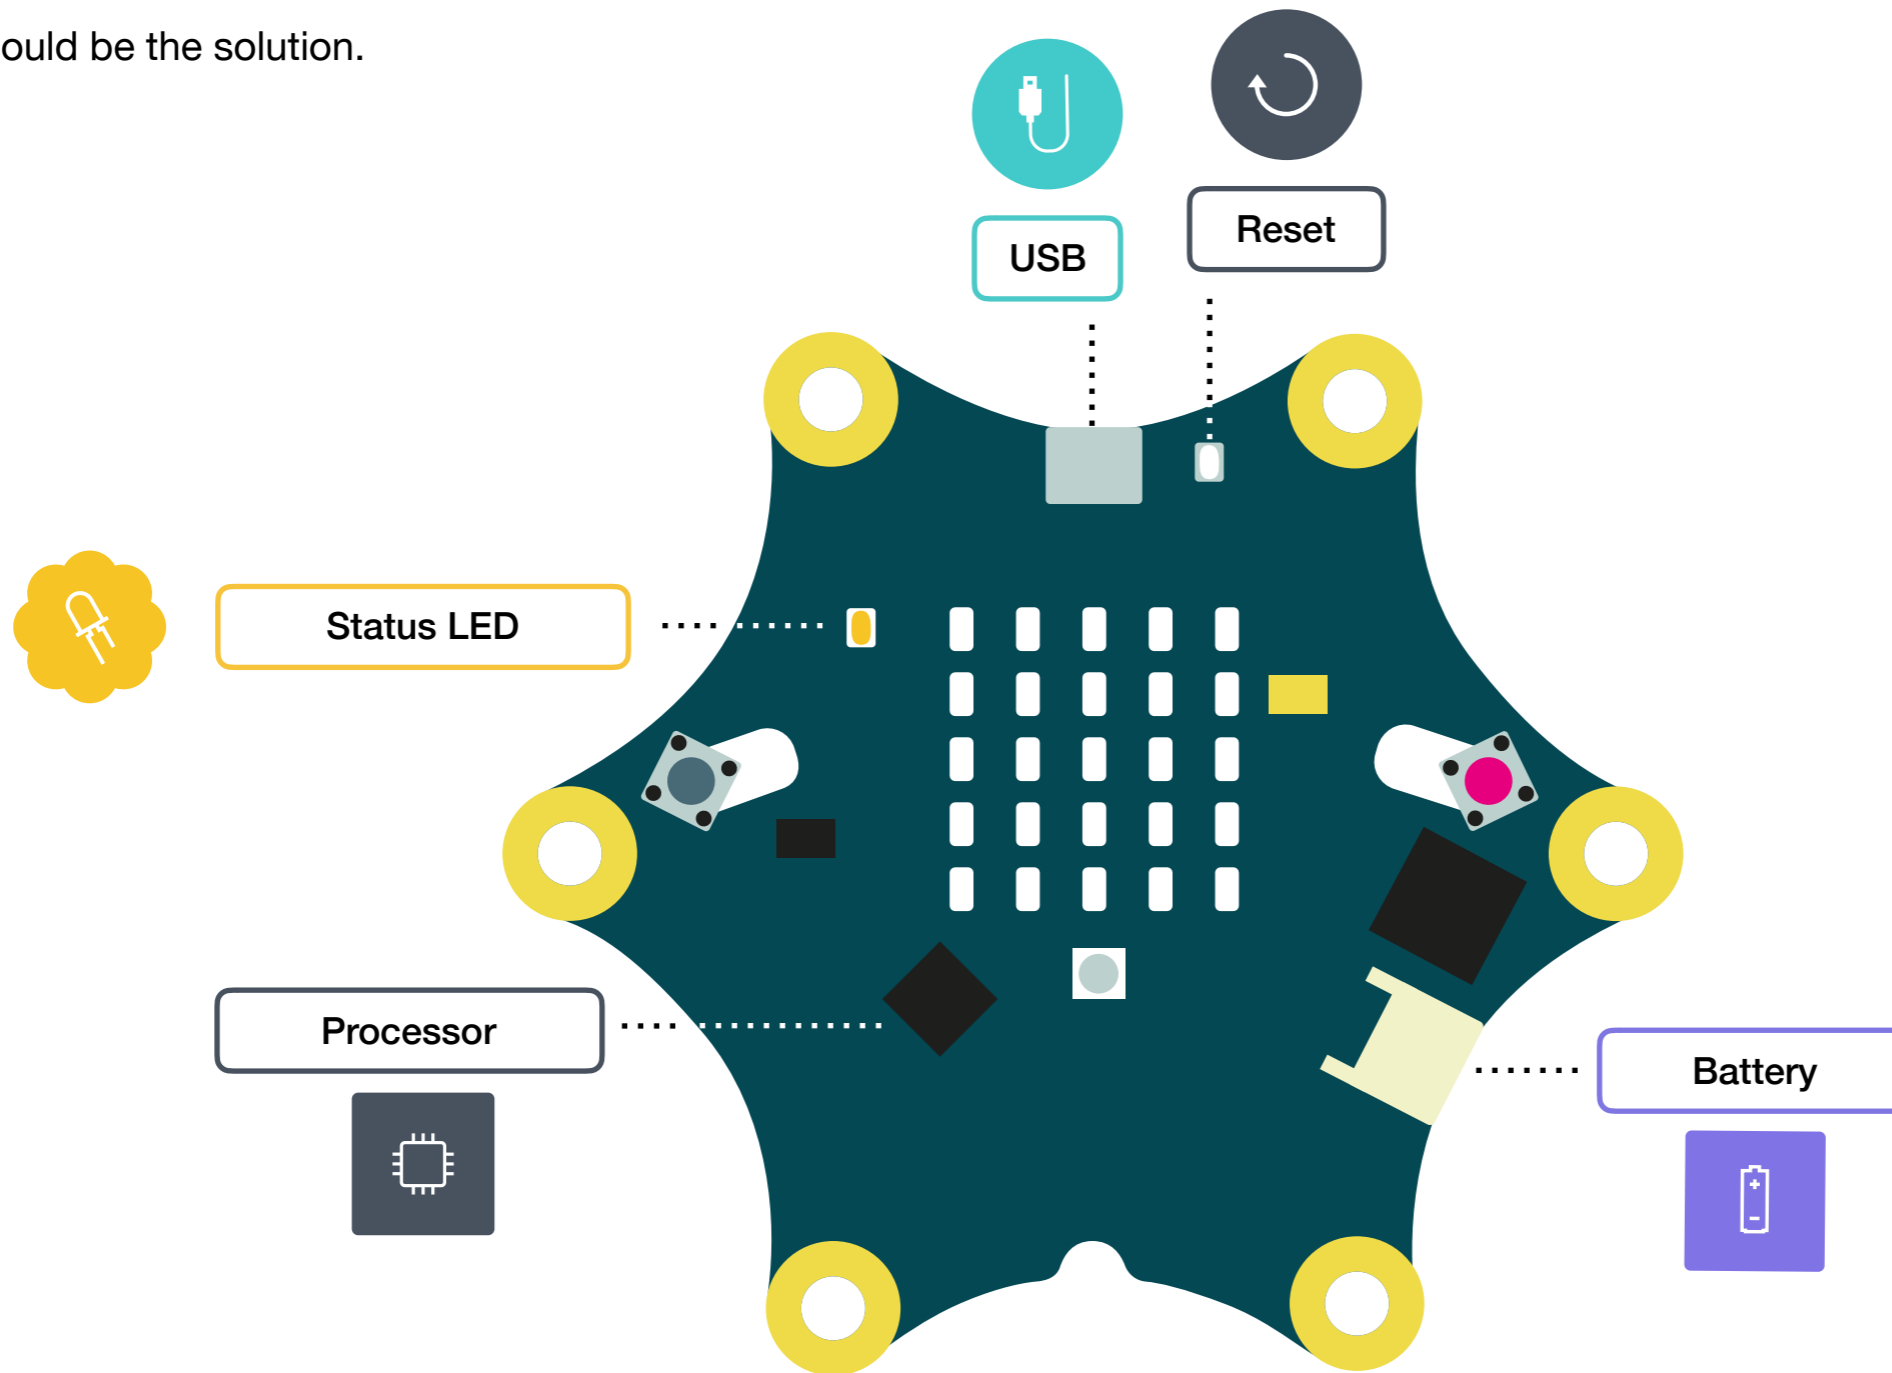 ould be the solution.
Reset
USB
Status LED
Processor
Battery